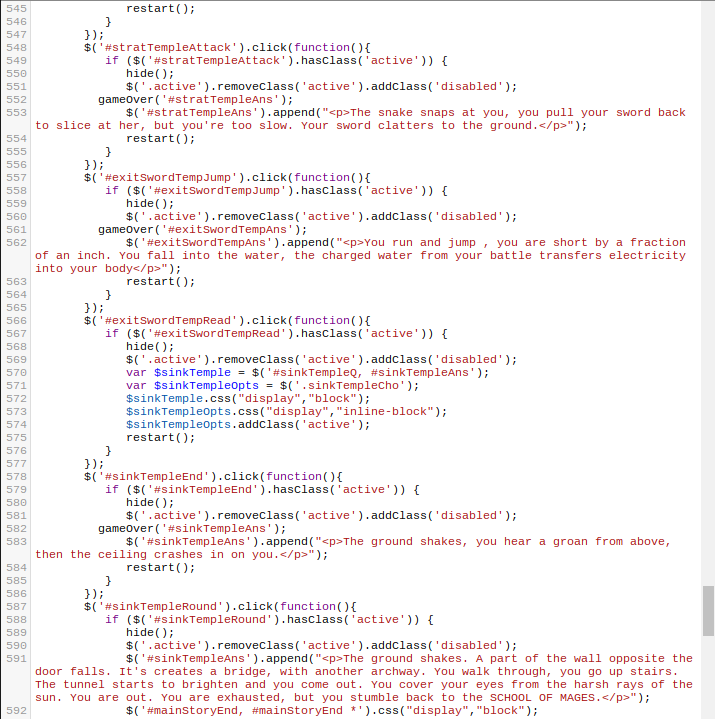 545 restart();
546 }
547 });
548 $('#stratTempleAttack').click(function(){
549 if ($('#stratTempleAttack').hasClass('active')) {
550 hide();
551 $('.active').removeClass('active').addClass('disabled');
552 gameOver('#stratTempleAns');
553 $('#stratTempleAns').append("<p>The snake snaps at you, you pull your sword back
to slice at her, but you're too slow. Your sword clatters to the ground.</p>");
554 restart();
555 }
556 });
557 $('#exitSwordTempJump').click(function(){
558 if ($('#exitSwordTempJump').hasClass('active')) {
559 hide();
560 $('.active').removeClass('active').addClass('disabled');
561 gameOver('#exitSwordTempAns');
562 $('#exitSwordTempAns').append("<p>You run and jump , you are short by a fraction
of an inch. You fall into the water, the charged water from your battle transfers electricity
into your body</p>");
563 restart();
564 }
565 });
566 $('#exitSwordTempRead').click(function(){
567 if ($('#exitSwordTempRead').hasClass('active')) {
568 hide();
569 $('.active').removeClass('active').addClass('disabled');
570 var $sinkTemple = $('#sinkTempleQ, #sinkTempleAns');
571 var $sinkTempleOpts = $('.sinkTempleCho');
572 $sinkTemple.css("display","block");
573 $sinkTempleOpts.css("display","inline-block");
574 $sinkTempleOpts.addClass('active');
575 restart();
576 }
577 });
578 $('#sinkTempleEnd').click(function(){
579 if ($('#sinkTempleEnd').hasClass('active')) {
580 hide();
581 $('.active').removeClass('active').addClass('disabled');
582 gameOver('#sinkTempleAns');
583 $('#sinkTempleAns').append("<p>The ground shakes, you hear a groan from above,
then the ceiling crashes in on you.</p>");
584 restart();
585 }
586 });
587 $('#sinkTempleRound').click(function(){
588 if ($('#sinkTempleRound').hasClass('active')) {
589 hide();
590 $('.active').removeClass('active').addClass('disabled');
591 $('#sinkTempleAns').append("<p>The ground shakes. A part of the wall opposite the
door falls. It's creates a bridge, with another archway. You walk through, you go up stairs.
The tunnel starts to brighten and you come out. You cover your eyes from the harsh rays of the
sun. You are out. You are exhausted, but you stumble back to the SCHOOL OF MAGES.</p>");
592 $('#mainStoryEnd, #mainStoryEnd *').css("display","block");